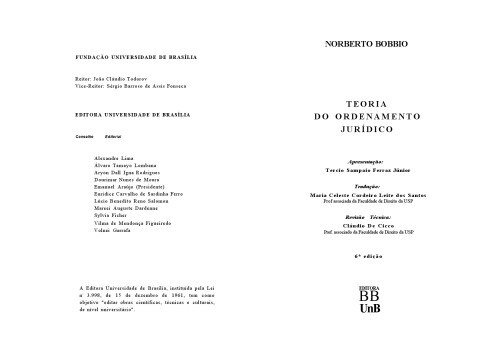 FUNDAÇÃO UNIVERSIDADE DE BRASÍLIA
Reitor: João Cláudio Todorov
Vice-Reitor: Sérgio Barroso de Assis Fonseca
EDITORA UNIVERSIDADE DE BRASÍLIA
Conselho Editorial
Alexandre Lima
Álvaro Tamayo Lombana
Aryon Dall Igna Rodrigues
Dourimar Nunes de Moura
Emanuel Araújo (Presidente)
Euridice Carvalho de Sardinha Ferro
Lúcio Benedito Reno Salomon
Marcel Auguste Dardenne
Sylvia Ficher
Vilma de Mendonça Figueiredo
Volnei Garrafa
A Editora Universidade de Brasília, instituída pela Lei
n° 3.998, de 15 de dezembro de 1961, tem como
objetivo "editar obras científicas, técnicas e culturais,
de nível universitário".
NORBERTO BOBBIO
TEORIA
DO ORDENAMENTO
JURÍDICO
Apresentação:
Tercio Sampaio Ferraz Júnior
Tradução:
Maria Celeste Cordeiro Leite dos Santos
Prof associada da Faculdade de Direito da USP
Revisão Técnica:
Cláudio De Cicco
Prof. associado da Faculdade de Direito da USP
6ª edição
EDITORA
BB
UnB